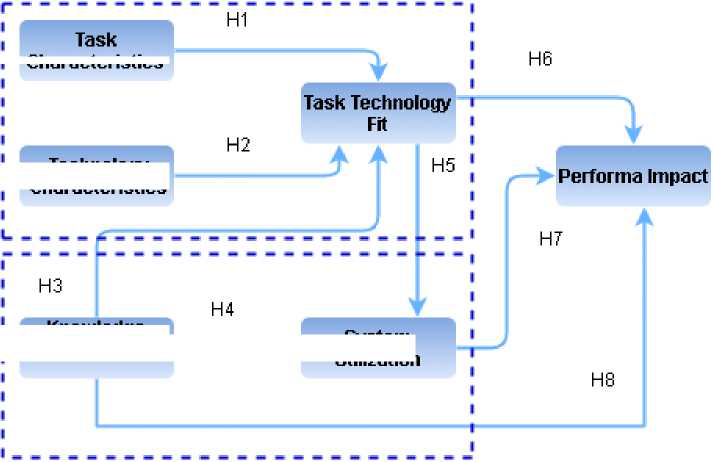 H1
Task
Characteristics
H6
Task Technology
Fit
H2
Technology
Characteristics
H5
Performa Impact
H7
H3
H4
Knowledge
System
Utilization
H8